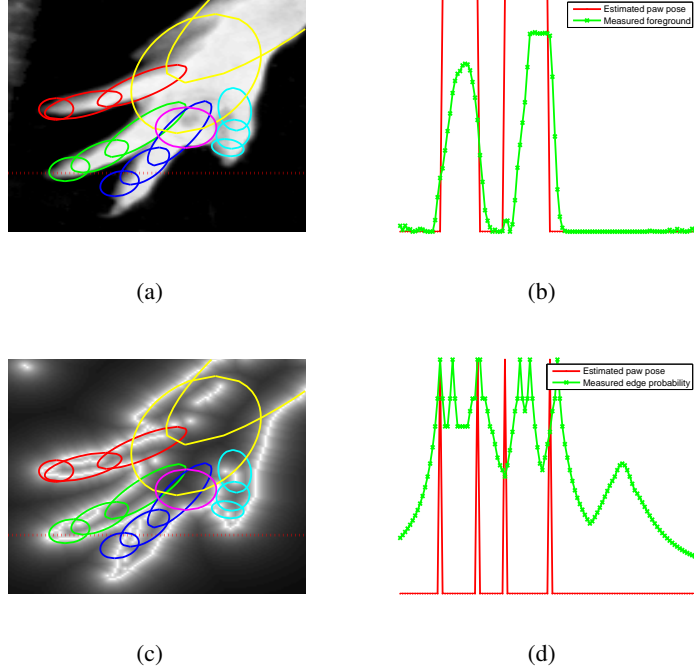 Estimated paw pose
Measured foreground
(a)
(b)
Estimated paw pose
Measured edge probability
(c)
(d)